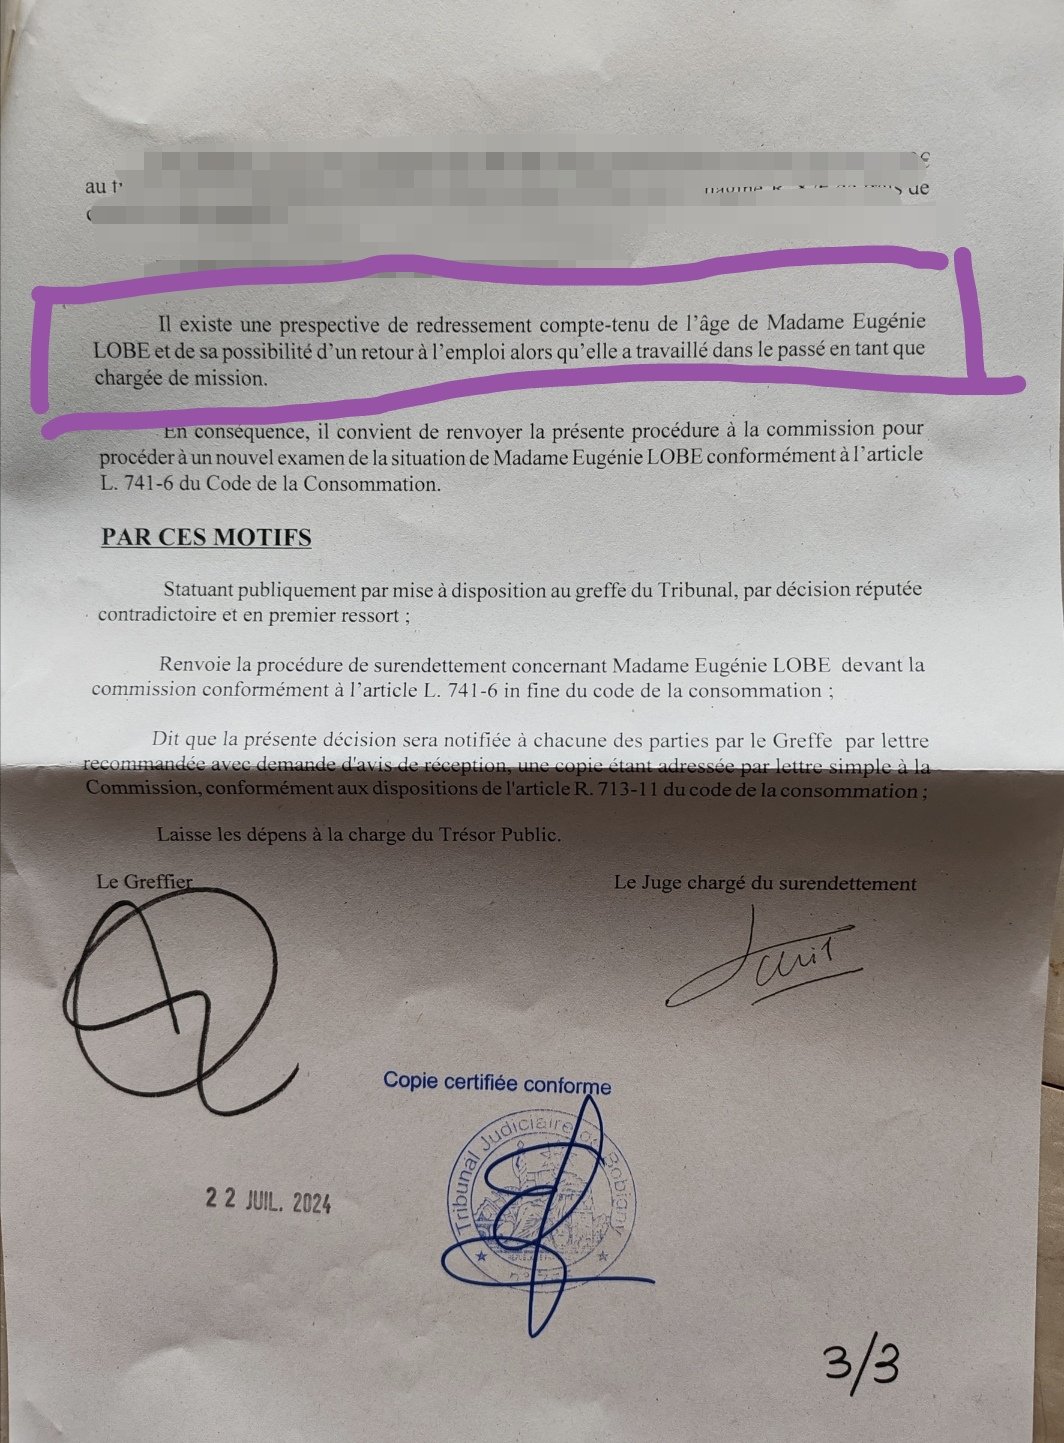 au
de
Il existe une prespective de redressement compte-tenu de l'âge de Madame Eugénie
LOBE et de sa possibilité d'un retour à l'emploi alors qu'elle a travaillé dans le passé en tant que
chargée de mission.
En conséquence, il convient de renvoyer la présente procédure à la commission pour
procéder à un nouvel examen de la situation de Madame Eugénie LOBE conformément à l'article
L. 741-6 du Code de la Consommation.
PAR CES MOTIFS
Statuant publiquement par mise à disposition au greffe du Tribunal, par décision réputée
contradictoire et en premier ressort ;
Renvoie la procédure de surendettement concernant Madame Eugénie LOBE devant la
commission conformément à l'article L. 741-6 in fine du code de la consommation ;
Dit que la présente décision sera notifiée à chacune des parties par le Greffe par lettre
recommandée avec demande d'avis de réception, une copie étant adressée par lettre simple à la
Commission, conformément aux dispositions de l'article R. 713-11 du code de la consommation ;
Laisse les dépens à la charge du Trésor Public.
Le Greffier
Le Juge chargé du surendettement
Copie certifiée conforme
Tribunal Judiciaire de Bobigny
22 JUIL. 2024
3/3